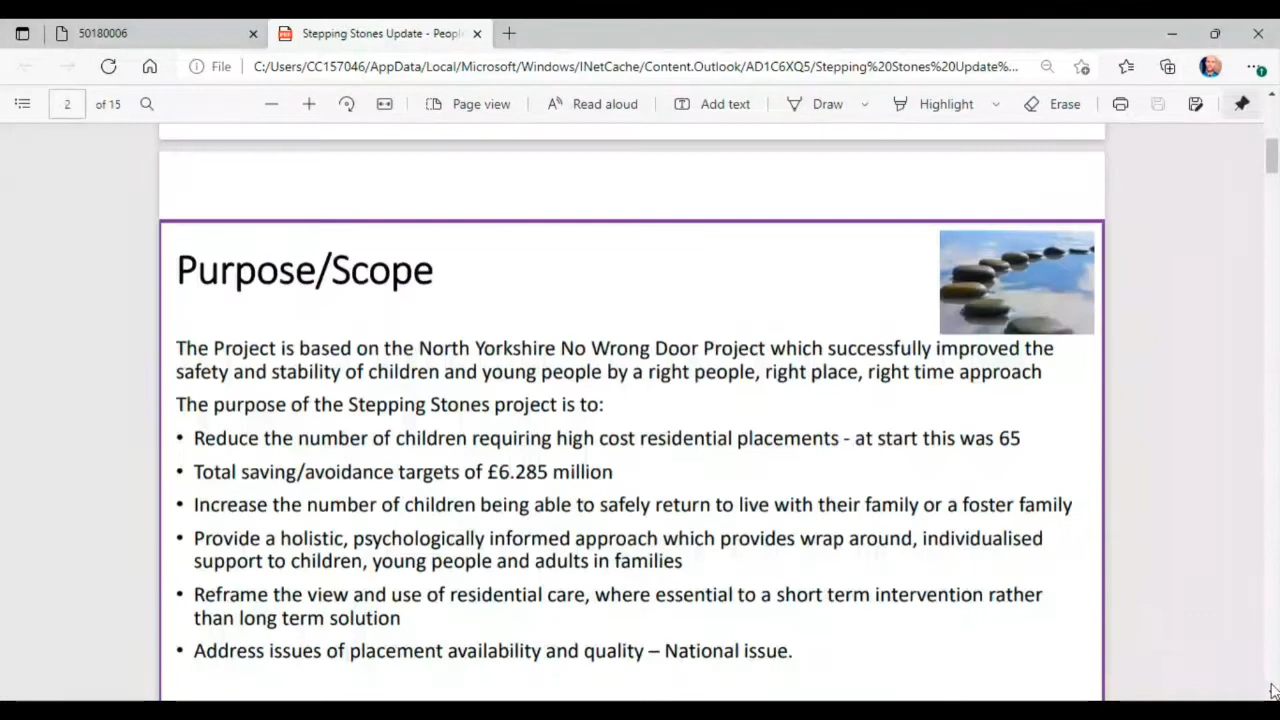 50180006
Stepping Stones Update - Peopl
File
C:/Users/CC157046/AppData/Local/Microsoft/Windows/INetCache/Content.Outlook/AD1C6XQ5/Stepping%20Stones%20Update%...
2 of 15
Page view
Read aloud
Add text
Draw
Highlight
Erase
Purpose/Scope
The Project is based on the North Yorkshire No Wrong Door Project which successfully improved the
safety and stability of children and young people by a right people, right place, right time approach
The purpose of the Stepping Stones project is to:
• Reduce the number of children requiring high cost residential placements - at start this was 65
• Total saving/avoidance targets of £6.285 million
• Increase the number of children being able to safely return to live with their family or a foster family
• Provide a holistic, psychologically informed approach which provides wrap around, individualised
support to children, young people and adults in families
• Reframe the view and use of residential care, where essential to a short term intervention rather
than long term solution
• Address issues of placement availability and quality – National issue.